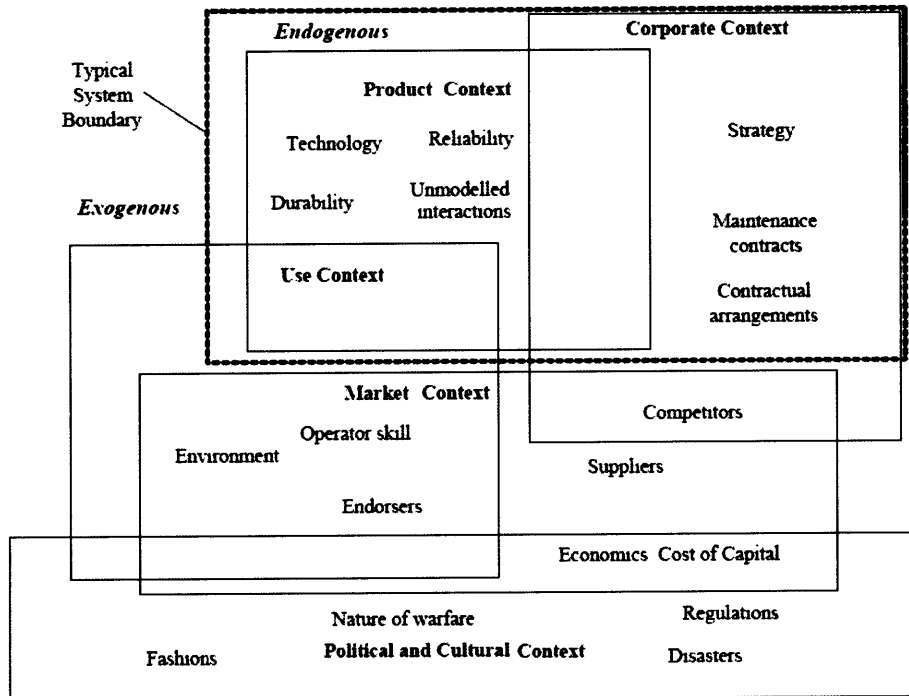 Endogenous
Corporate Context
Typical
System
Boundary
Product Context
Technology
Reliability
Strategy
Durability
Unmodelled
interactions
Exogenous
Maintenance
contracts
Use Context
Contractual
arrangements
Market Context
Competitors
Operator skill
Environment
Suppliers
Endorsers
Economics Cost of Capital
Nature of warfare
Regulations
Fashions
Political and Cultural Context
Disasters